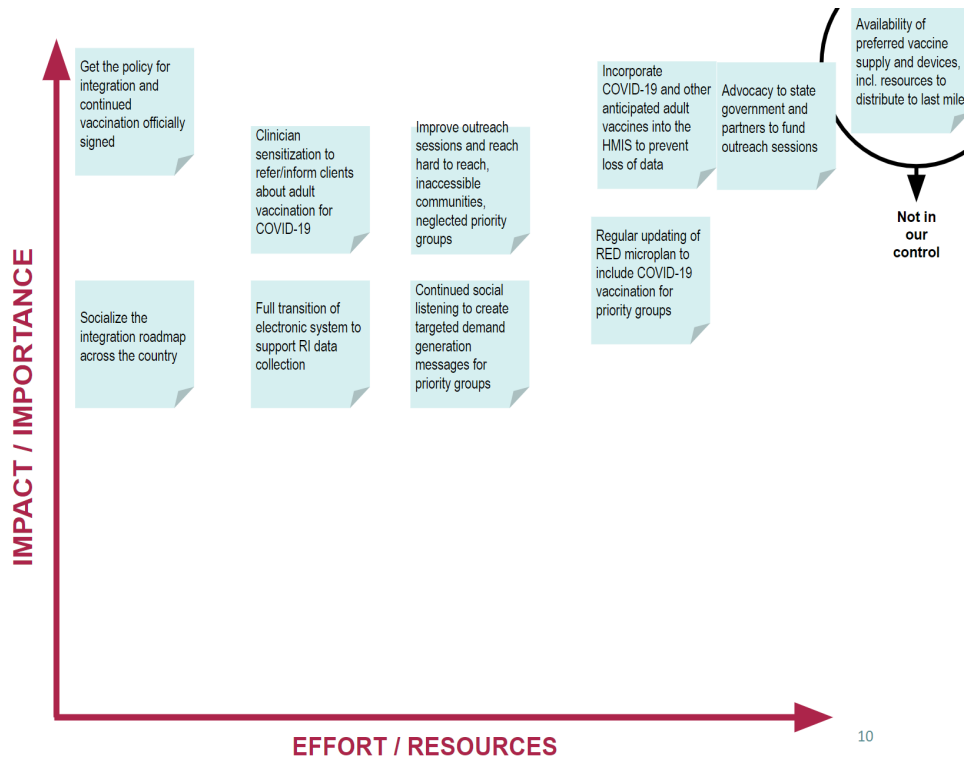 Get the policy for
integration and
continued
vaccination officially
signed
Clinician
sensitization to
refer/inform clients
about adult
vaccination for
COVID-19
Improve outreach
sessions and reach
hard to reach,
inaccessible
communities,
neglected priority
groups
Incorporate
COVID-19 and other
anticipated adult
vaccines into the
HMIS to prevent
loss of data
Advocacy to state
government and
partners to fund
outreach sessions
Availability of
preferred vaccine
supply and devices,
incl. resources to
distribute to last mile
Not in
our
control
Socialize the
integration roadmap
across the country
Full transition of
electronic system to
support RI data
collection
Continued social
listening to create
targeted demand
generation
messages for
priority groups
Regular updating of
RED microplan to
include COVID-19
vaccination for
priority groups
IMPACT / IMPORTANCE
EFFORT / RESOURCES
10